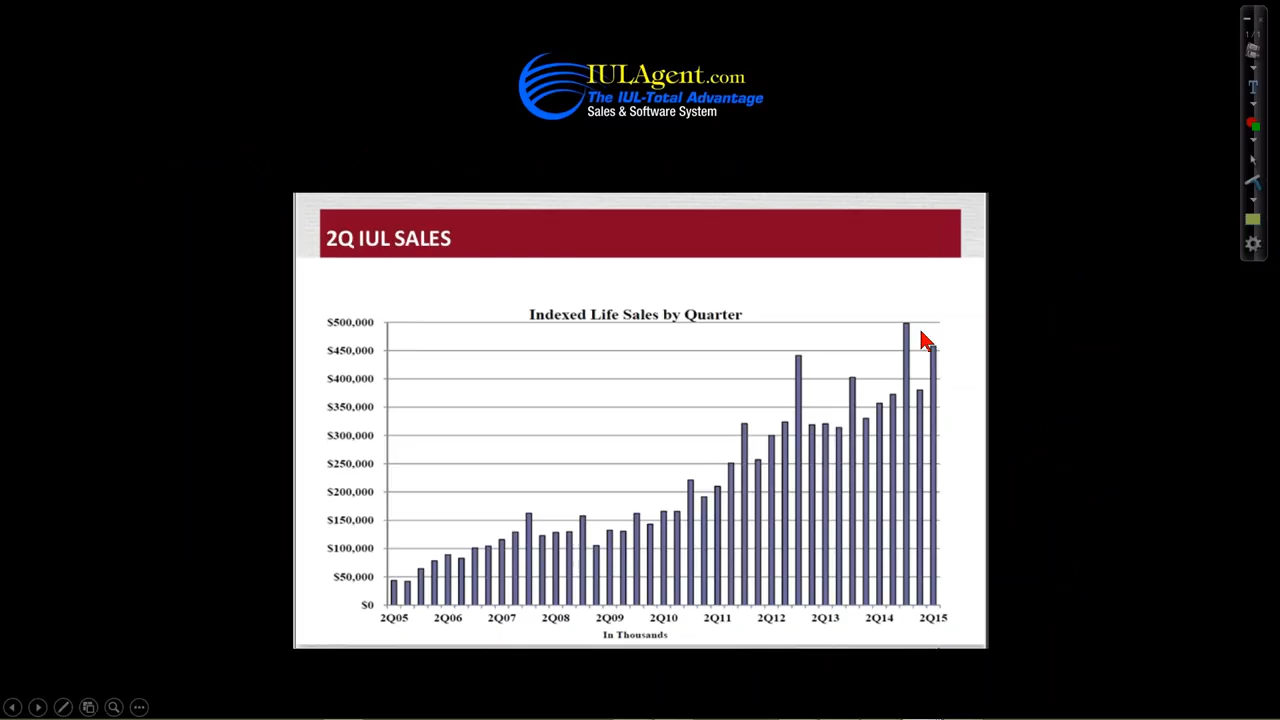 IULAgent.com
The IUL-Total Advantage
Sales & Software System
2Q IUL SALES
Indexed Life Sales by Quarter
$500,000
$450,000
$400,000
$350,000
$300,000
$250,000
$200,000
$150,000
$100,000
$50,000
$0
2Q05 2Q06 2Q07 2Q08 2Q09 2Q10 2Q11 2Q12 2Q13 2Q14 2Q15
In Thousands
1/1
T